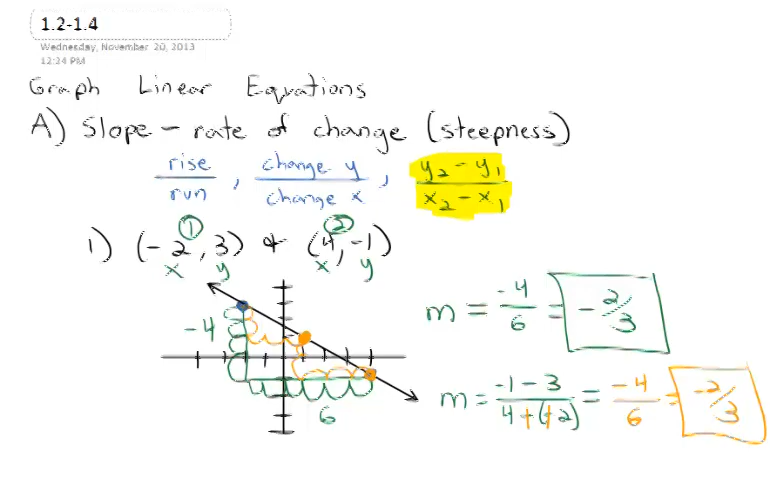 1.2-1.4
Wednesday, November 20, 2013
12:24 PM
Graph Linear Equations
A) Slope - rate of change (steepness)
rise/run, change y/change x, y₂ - y₁/x₂ - x₁
① ②
1) (-2, 3) & (4, -1)
x y x y
-4
6
m = -4/6 = -2/3
m = -1 - 3/4 + (+2) = -4/6 = -2/3